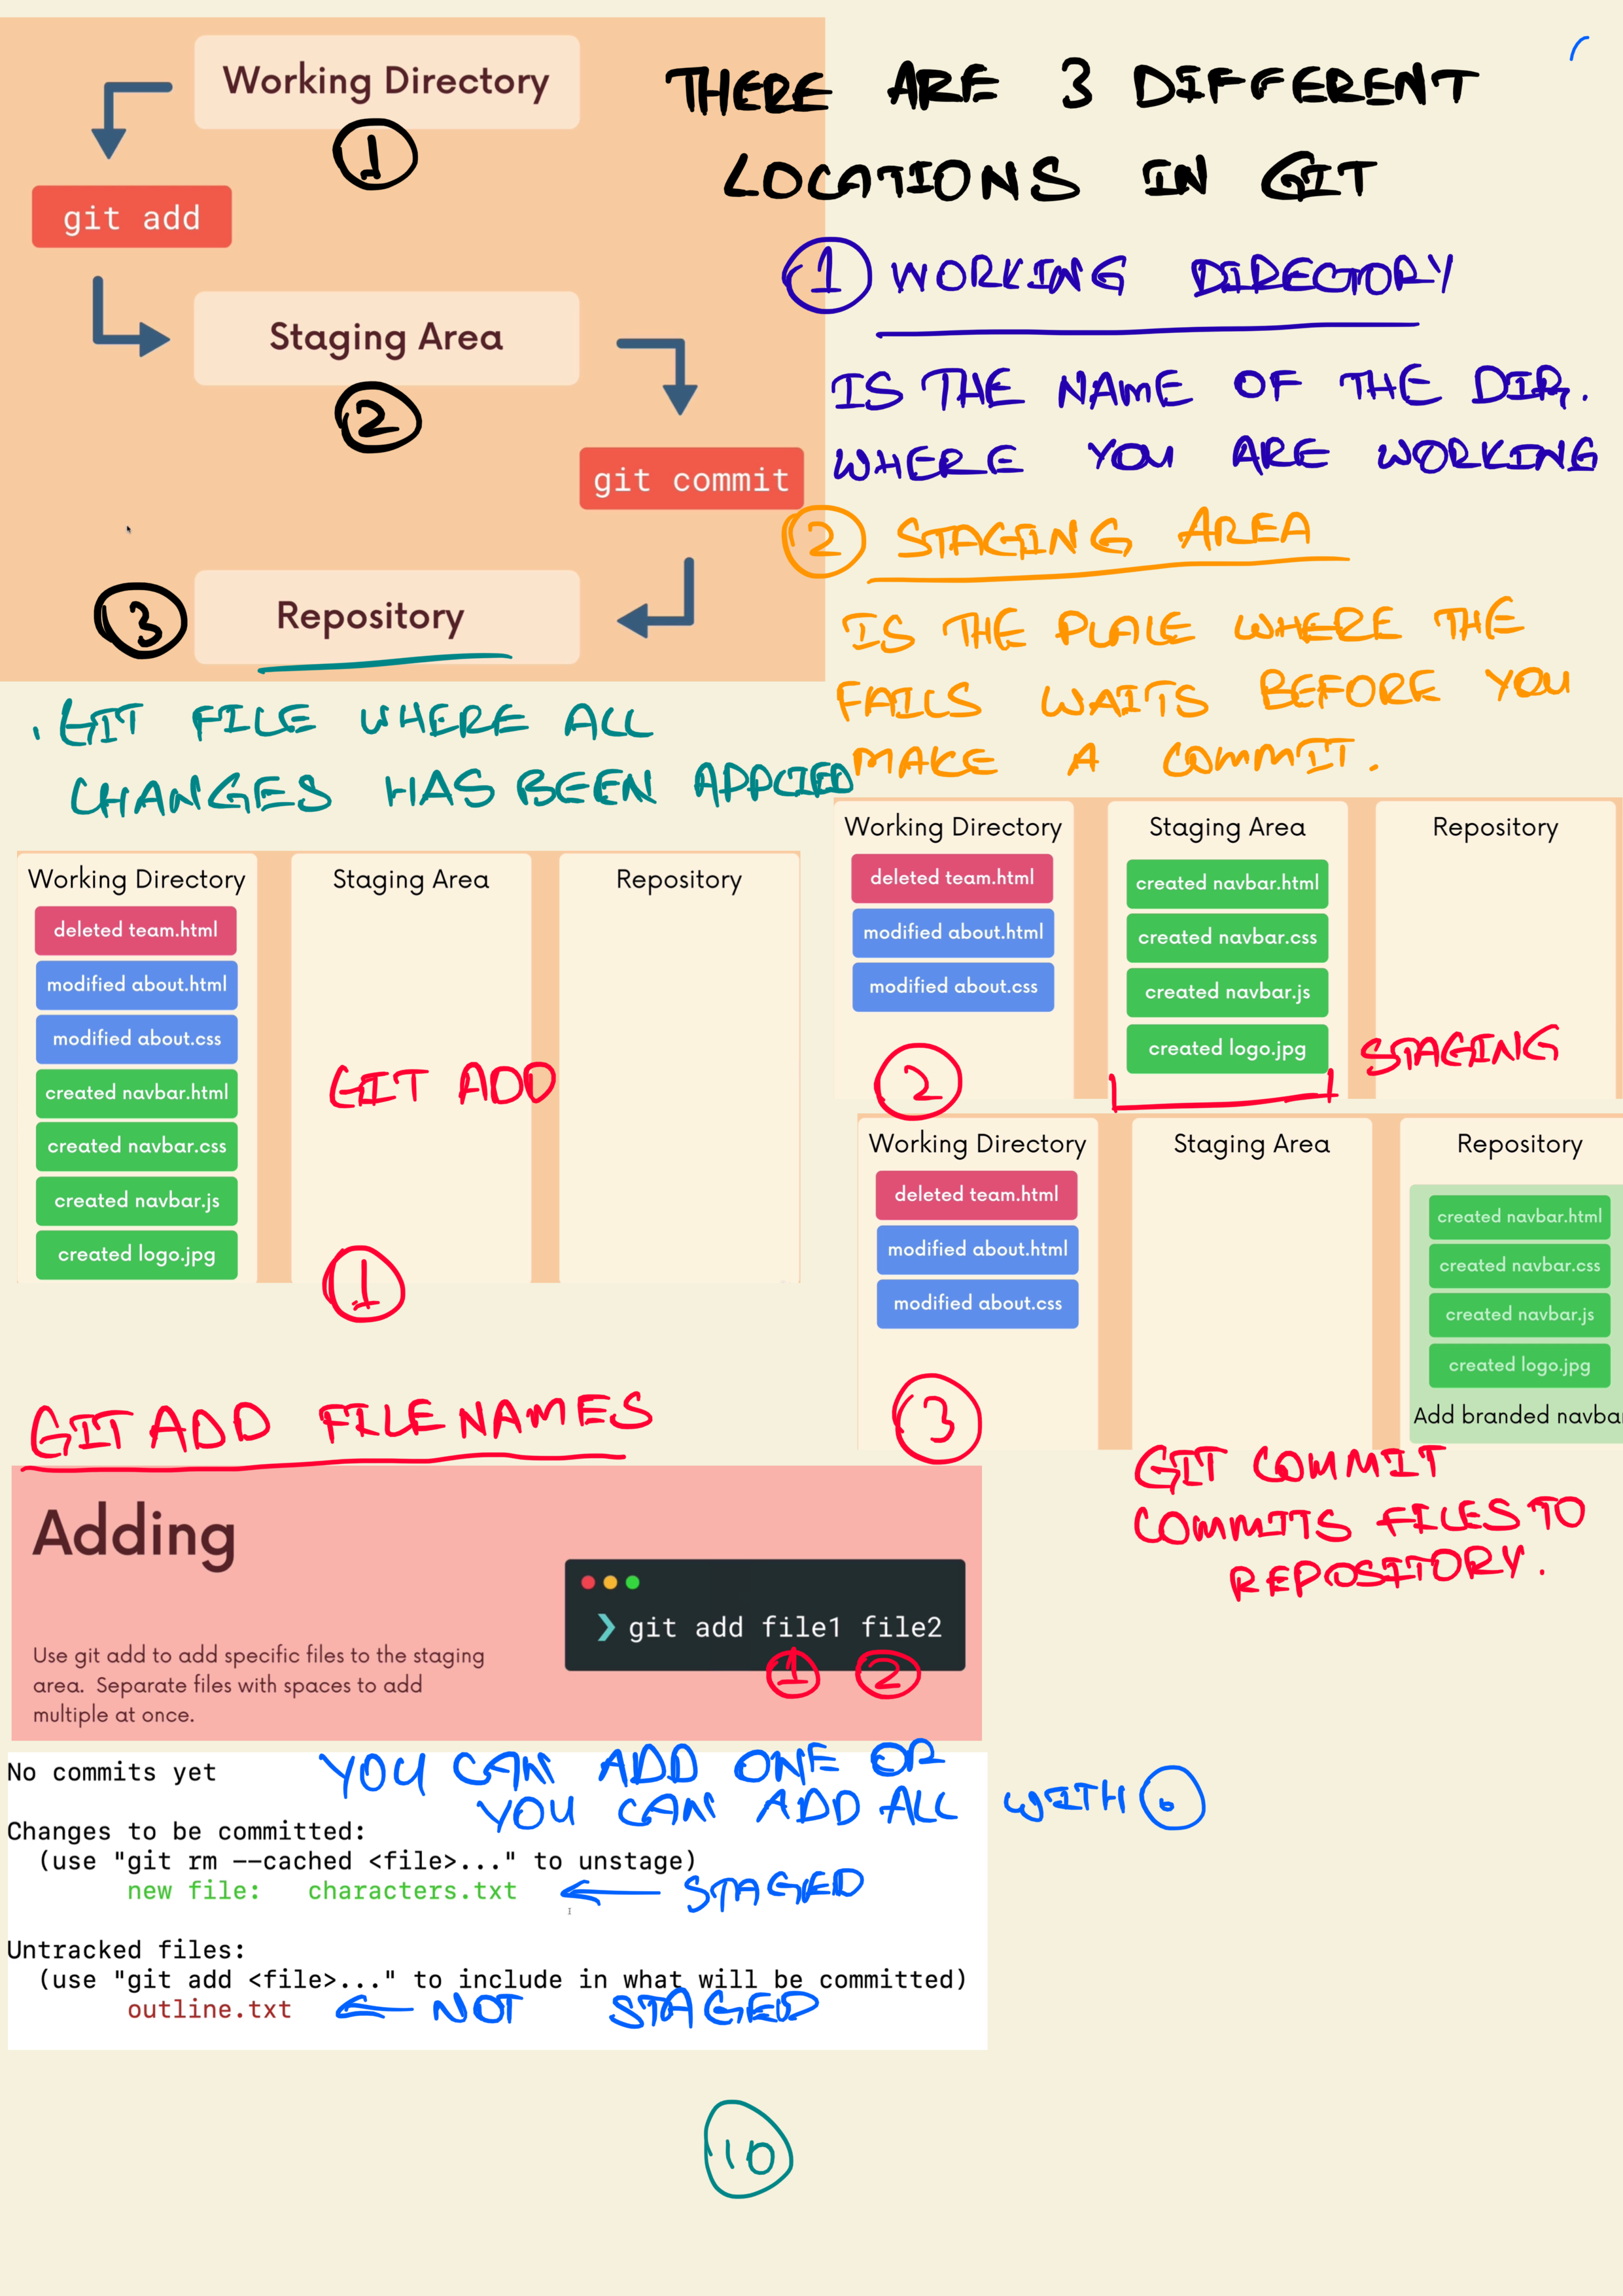 Working Directory
1
git add
Staging Area
2
git commit
3
Repository
THERE ARE 3 DIFFERENT
LOCATIONS IN GIT
1 WORKING DIRECTORY
IS THE NAME OF THE DIR.
WHERE YOU ARE WORKING
2 STAGING AREA
IS THE PLALE WHERE THE
FAILS WAITS BEFORE YOU
MAKE A COMMIT.
.GIT FILE WHERE ALL
CHANGES HAS BEEN APPLIED
Working Directory
deleted team.html
modified about.html
modified about.css
created navbar.html
created navbar.css
created navbar.js
created logo.jpg
Staging Area
GIT ADD
1
Repository
Working Directory
deleted team.html
modified about.html
modified about.css
2
Staging Area
created navbar.html
created navbar.css
created navbar.js
created logo.jpg
Repository
STAGING
Working Directory
deleted team.html
modified about.html
modified about.css
3
Staging Area
Repository
created navbar.html
created navbar.css
created navbar.js
created logo.jpg
Add branded navba
GIT COMMIT
COMMITS FILES TO
REPOSITORY.
GIT ADD FILE NAMES
Adding
Use git add to add specific files to the staging
area. Separate files with spaces to add
multiple at once.
❯ git add file1 file2
1 2
No commits yet
YOU CAN ADD ONE OR
YOU CAN ADD ALL WITH .
Changes to be committed:
(use "git rm --cached <file>..." to unstage)
new file: characters.txt ← STAGED
Untracked files:
(use "git add <file>..." to include in what will be committed)
outline.txt ← NOT STAGED
10